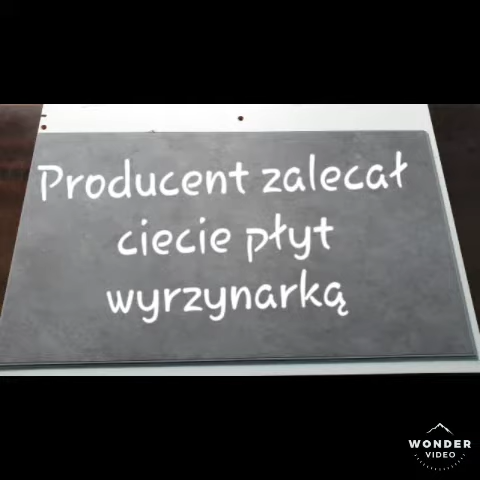 Producent zalecał
ciecie płyt
wyrzynarką
WONDER
VIDEO